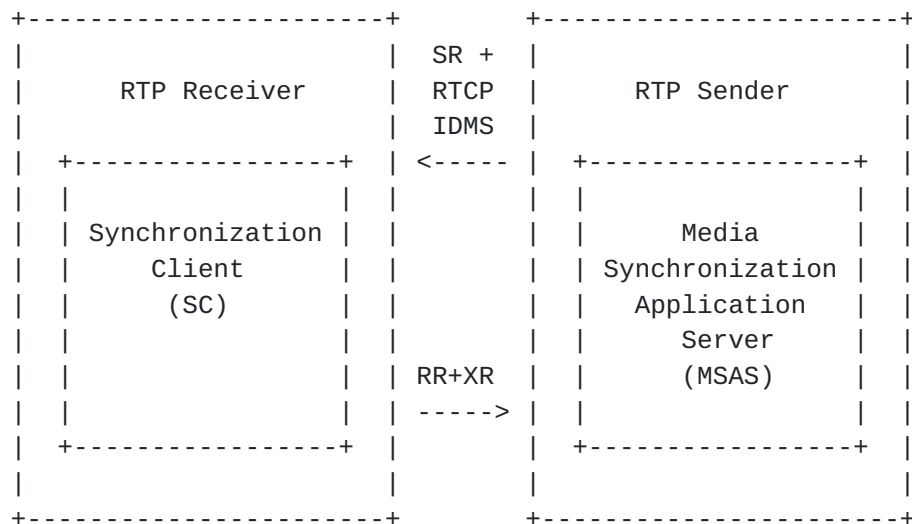 +-----------------------+        +-----------------------+
|                       |  SR +  |                       |
|      RTP Receiver     |  RTCP  |      RTP Sender       |
|                       |  IDMS  |                       |
|  +-----------------+  | <----- |  +-----------------+  |
|  |                 |  |        |  |                 |  |
|  | Synchronization |  |        |  |      Media      |  |
|  |     Client      |  |        |  | Synchronization |  |
|  |      (SC)       |  |        |  |   Application   |  |
|  |                 |  |        |  |      Server     |  |
|  |                 |  | RR+XR  |  |      (MSAS)     |  |
|  |                 |  | -----> |  |                 |  |
|  +-----------------+  |        |  +-----------------+  |
|                       |        |                       |
+-----------------------+        +-----------------------+